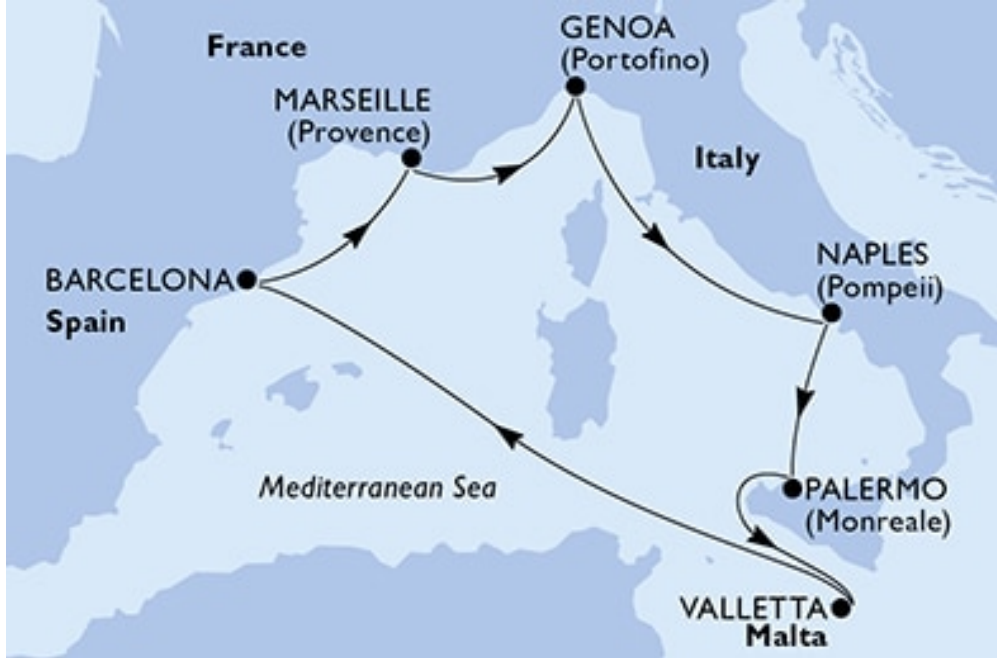 France
GENOA
(Portofino)
MARSEILLE
(Provence)
Italy
BARCELONA
Spain
NAPLES
(Pompeii)
Mediterranean Sea
PALERMO
(Monreale)
VALLETTA
Malta